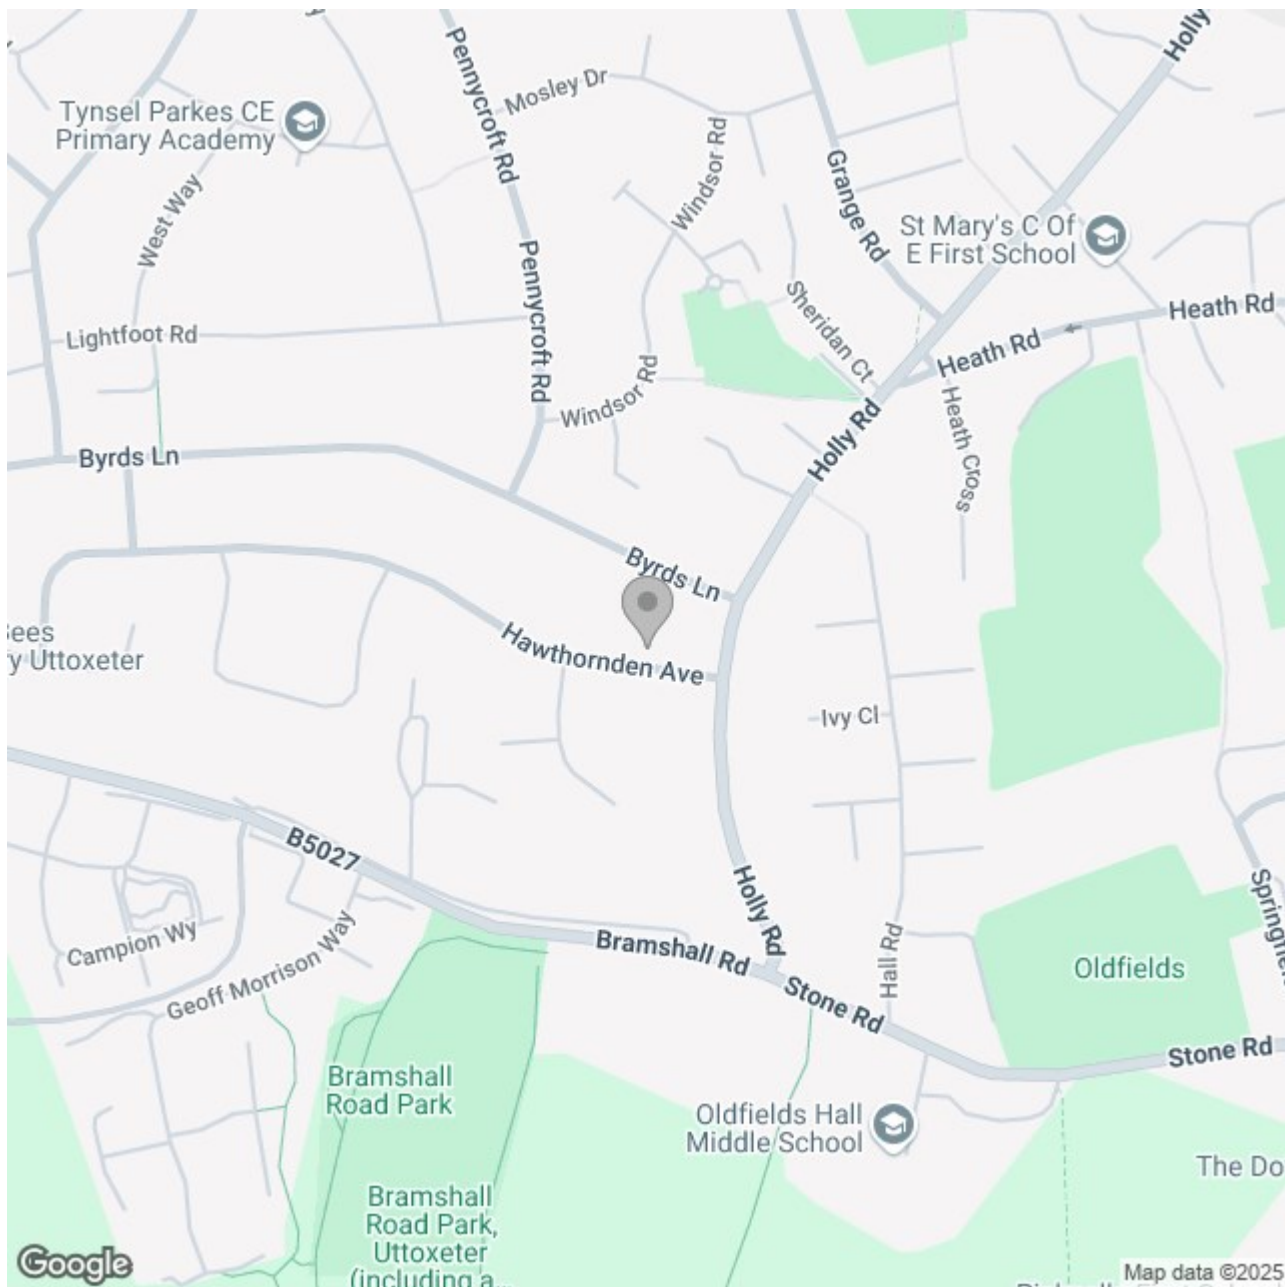 Holly
Pennycroft Rd
Mosley Dr
Tynsel Parkes CE
Primary Academy
Windsor Rd
Grange Rd
West Way
St Mary's C Of
E First School
Pennycroft Rd
Sheridan Ct
Heath Rd
Lightfoot Rd
Heath Rd
Windsor Rd
Heath Cross
Holly Rd
Byrds Ln
Byrds Ln
Hawthornden Ave
Uttoxeter
Ivy Cl
B5027
Holly Rd
Campion Wy
Geoff Morrison Way
Bramshall Rd
Hall Rd
Oldfields
Stone Rd
Stone Rd
Bramshall
Road Park
Oldfields Hall
Middle School
The Do
Bramshall
Road Park,
Uttoxeter
(including a...
Google
Map data ©2025